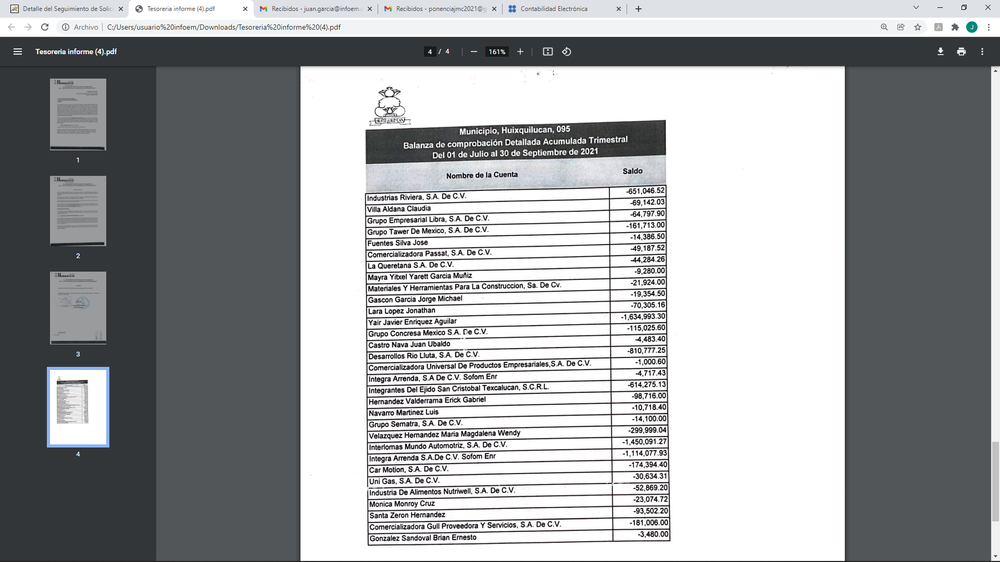 Detalle del Seguimiento de Solici
Tesoreria informe (4).pdf
Recibidos - juan.garcia@infoem.c
Recibidos - ponenciajmc2021@g
Contabilidad Electrónica
Archivo
C:/Users/usuario%20infoem/Downloads/Tesoreria%20informe%20(4).pdf
J
Tesoreria informe (4).pdf
4 / 4
161%
1
2
3
4
HUIXQUILUCAN
Municipio, Huixquilucan, 095
Balanza de comprobación Detallada Acumulada Trimestral
Del 01 de Julio al 30 de Septiembre de 2021
Nombre de la Cuenta Saldo
Industrias Riviera, S.A. De C.V. -651,046.52
Villa Aldana Claudia -69,142.03
Grupo Empresarial Libra, S.A. De C.V. -64,797.90
Grupo Tawer De Mexico, S.A. De C.V. -161,713.00
Fuentes Silva Jose -14,386.50
Comercializadora Passat, S.A. De C.V. -49,187.52
La Queretana S.A. De C.V. -44,284.26
Mayra Yitxel Yarett Garcia Muñiz -9,280.00
Materiales Y Herramientas Para La Construccion, Sa. De Cv. -21,924.00
Gascon Garcia Jorge Michael -19,354.50
Lara Lopez Jonathan -70,305.16
Yair Javier Enriquez Aguilar -1,634,993.30
Grupo Concresa Mexico S.A. De C.V. -115,025.60
Castro Nava Juan Ubaldo -4,483.40
Desarrollos Rio Lluta, S.A. De C.V. -810,777.25
Comercializadora Universal De Productos Empresariales,S.A. De C.V. -1,000.60
Integra Arrenda, S.A De C.V. Sofom Enr -4,717.43
Integrantes Del Ejido San Cristobal Texcalucan, S.C.R.L. -614,275.13
Hernandez Valderrama Erick Gabriel -98,716.00
Navarro Martinez Luis -10,718.40
Grupo Sematra, S.A. De C.V. -14,100.00
Velazquez Hernandez Maria Magdalena Wendy -299,999.04
Interlomas Mundo Automotriz, S.A. De C.V. -1,450,091.27
Integra Arrenda S.A.De C.V. Sofom Enr -1,114,077.93
Car Motion, S.A. De C.V. -174,394.40
Uni Gas, S.A. De C.V. -30,634.31
Industria De Alimentos Nutriwell, S.A. De C.V. -52,869.20
Monica Monroy Cruz -23,074.72
Santa Zeron Hernandez -93,502.20
Comercializadora Gull Proveedora Y Servicios, S.A. De C.V. -181,006.00
Gonzalez Sandoval Brian Ernesto -3,480.00